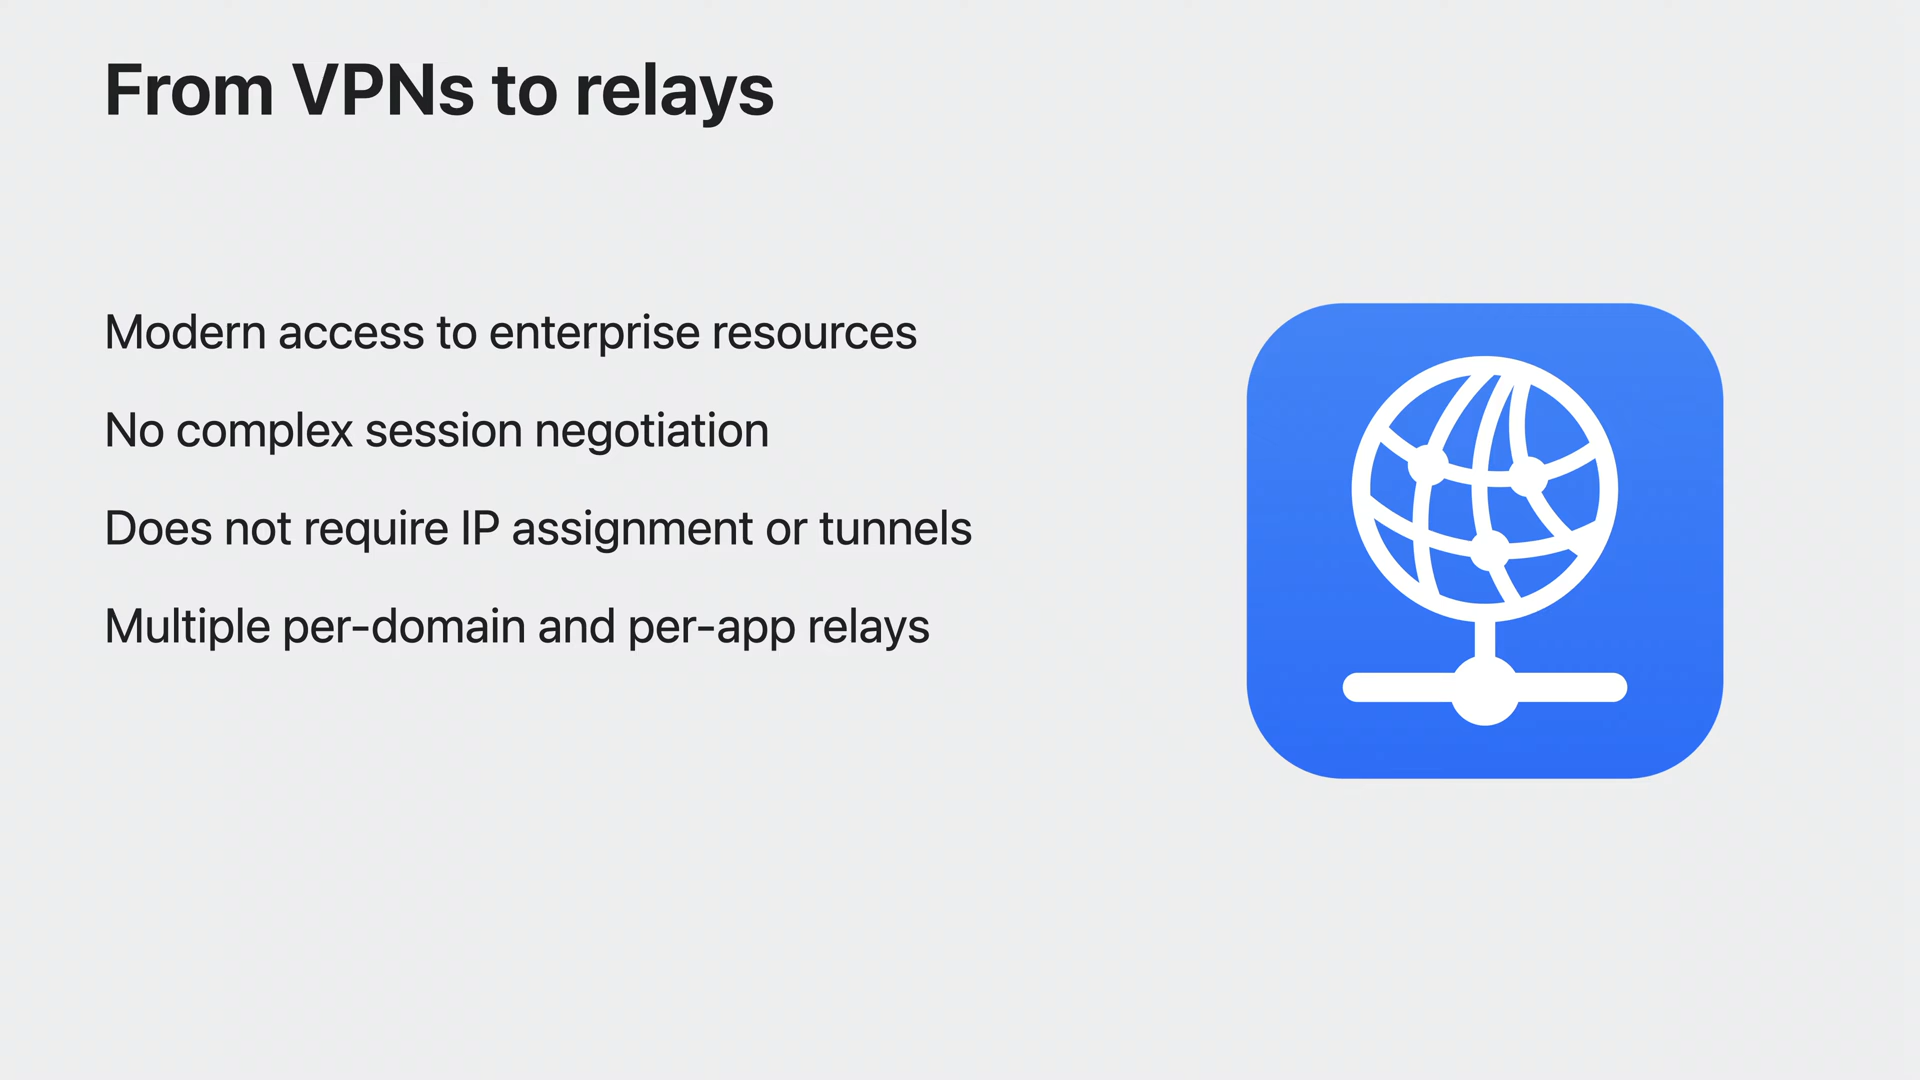 From VPNs to relays
Modern access to enterprise resources
No complex session negotiation
Does not require IP assignment or tunnels
Multiple per-domain and per-app relays